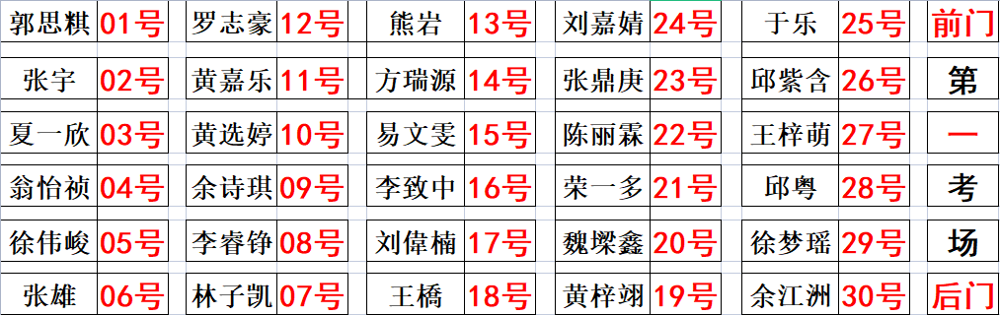 郭思粸 01号 罗志豪 12号 熊岩 13号 刘嘉婧 24号 于乐 25号 前门
张宇 02号 黄嘉乐 11号 方瑞源 14号 张鼎庚 23号 邱紫含 26号 第
夏一欣 03号 黄选婷 10号 易文雯 15号 陈丽霖 22号 王梓萌 27号 一
翁怡祯 04号 余诗琪 09号 李致中 16号 荣一多 21号 邱粤 28号 考
徐伟峻 05号 李睿铮 08号 刘偉楠 17号 魏墚鑫 20号 徐梦瑶 29号 场
张雄 06号 林子凯 07号 王橋 18号 黄梓翊 19号 余江洲 30号 后门